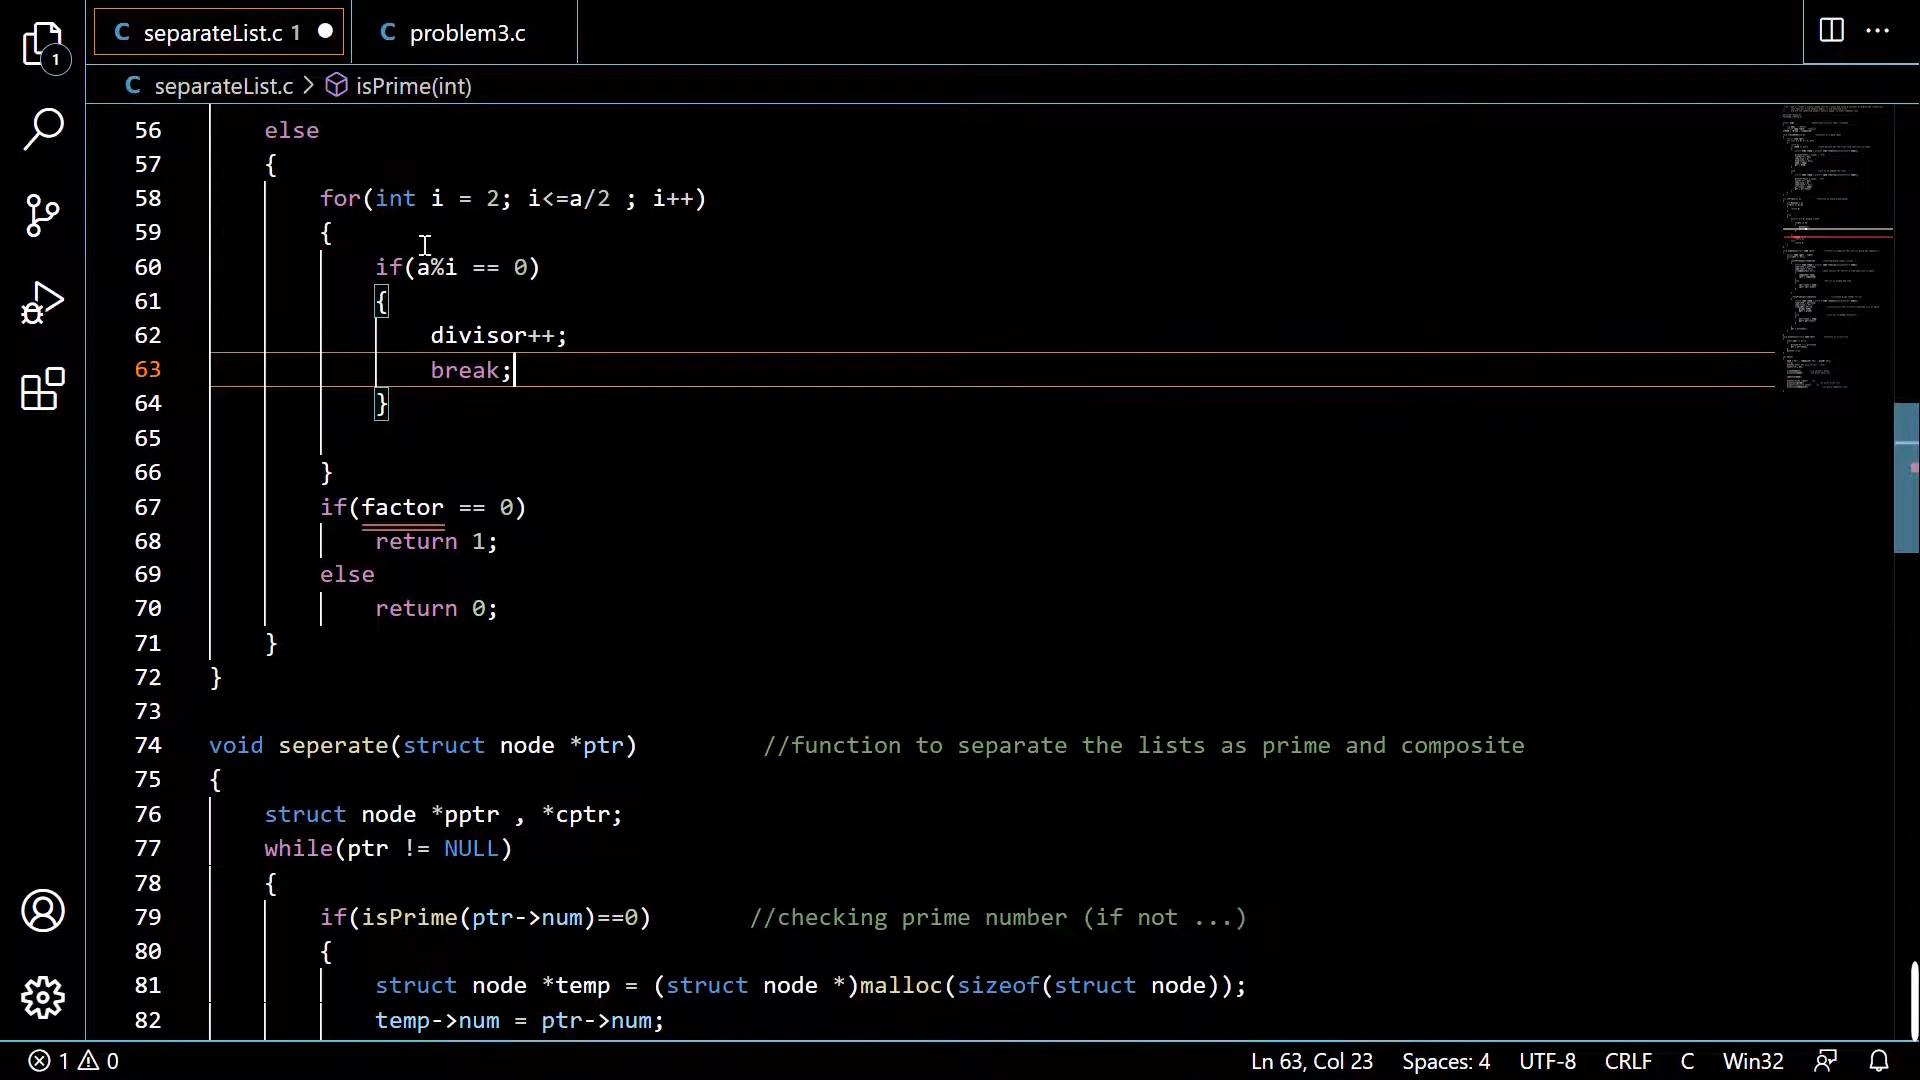 1
C separateList.c 1
C problem3.c
C separateList.c > isPrime(int)
56 else
57 {
58 for(int i = 2; i<=a/2 ; i++)
59 {
60 if(a%i == 0)
61 {
62 divisor++;
63 break;
64 }
65
66 }
67 if(factor == 0)
68 return 1;
69 else
70 return 0;
71 }
72 }
73
74 void seperate(struct node *ptr) //function to separate the lists as prime and composite
75 {
76 struct node *pptr , *cptr;
77 while(ptr != NULL)
78 {
79 if(isPrime(ptr->num)==0) //checking prime number (if not ...)
80 {
81 struct node *temp = (struct node *)malloc(sizeof(struct node));
82 temp->num = ptr->num;
1 0 Ln 63, Col 23 Spaces: 4 UTF-8 CRLF C Win32